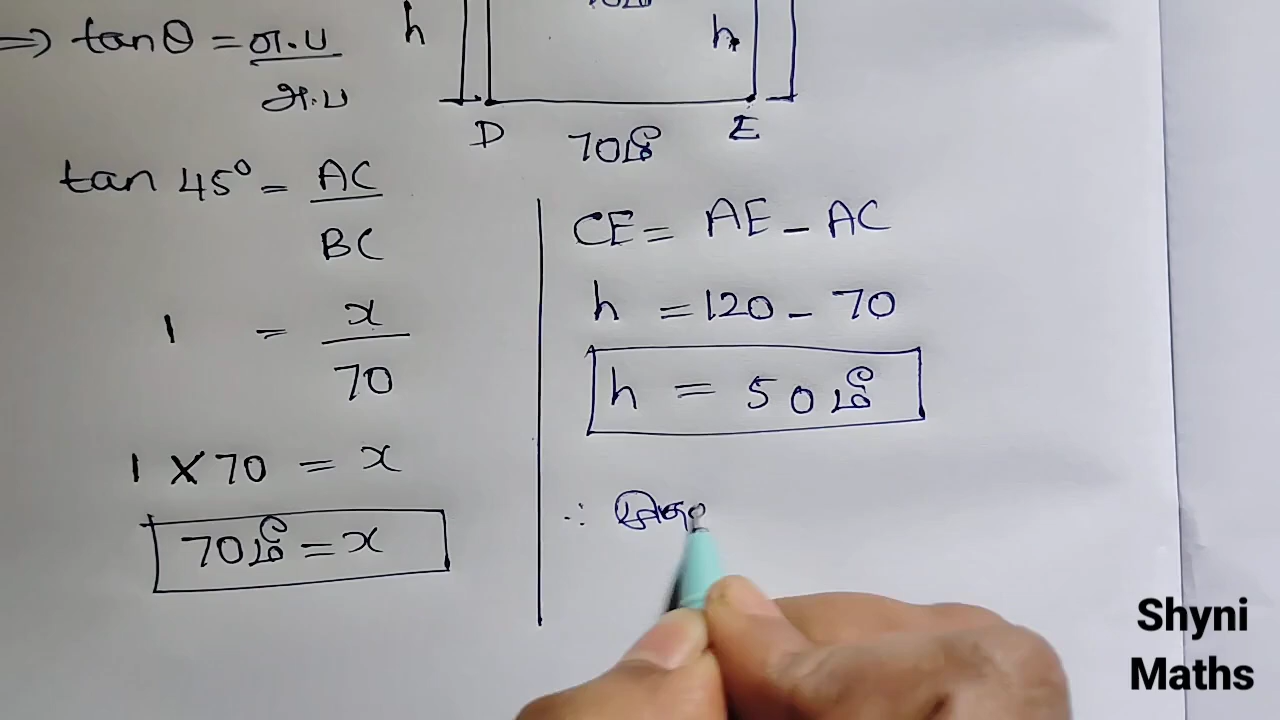 ⇒ tanθ = எ.ப / அ.ப
h
h
D 70மீ E
tan 45° = AC / BC
1 = x / 70
1 × 70 = x
70மீ = x
CE = AE - AC
h = 120 - 70
h = 50மீ
∴
Shyni
Maths